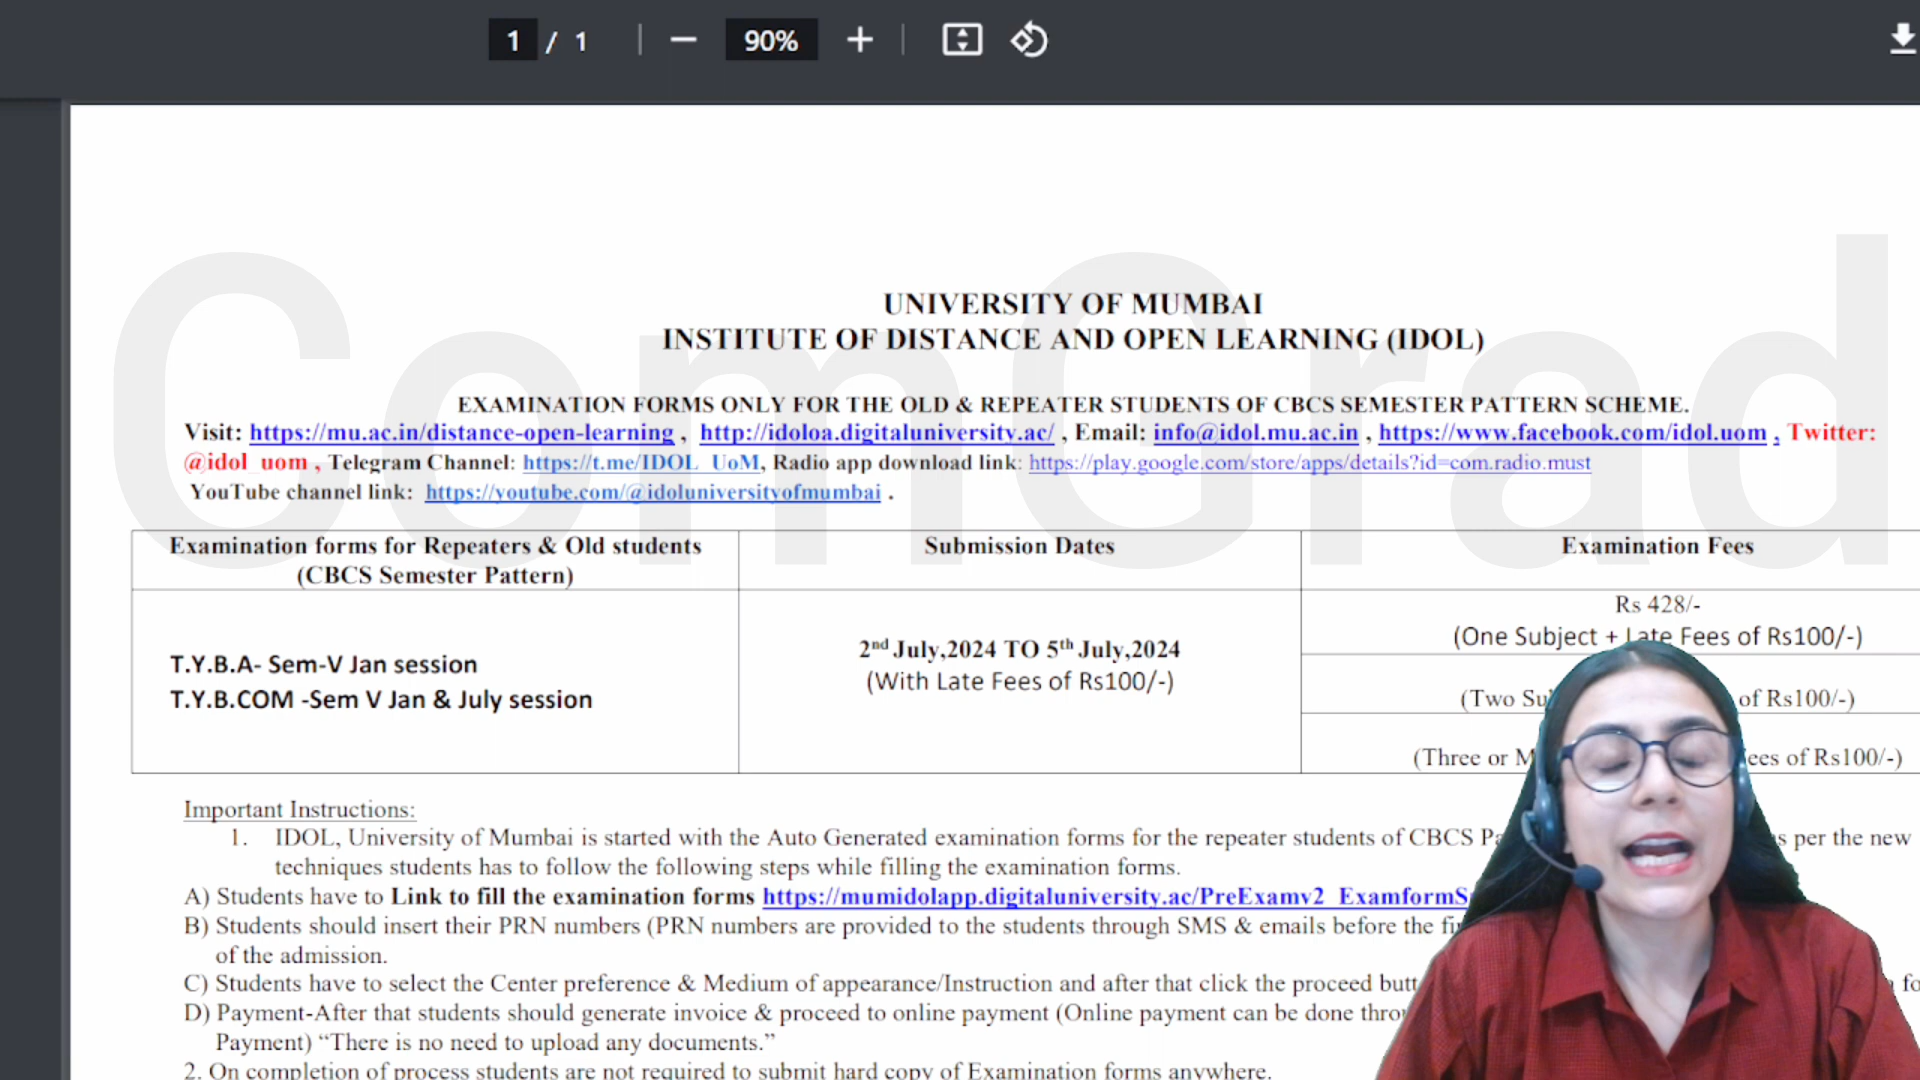 1 / 1 90%
ComGrad
UNIVERSITY OF MUMBAI
INSTITUTE OF DISTANCE AND OPEN LEARNING (IDOL)
EXAMINATION FORMS ONLY FOR THE OLD & REPEATER STUDENTS OF CBCS SEMESTER PATTERN SCHEME.
Visit: https://mu.ac.in/distance-open-learning , http://idoloa.digitaluniversity.ac/ , Email: info@idol.mu.ac.in , https://www.facebook.com/idol.uom , Twitter:
@idol_uom , Telegram Channel: https://t.me/IDOL_UoM, Radio app download link: https://play.google.com/store/apps/details?id=com.radio.must
YouTube channel link: https://youtube.com/@idoluniversityofmumbai .
Examination forms for Repeaters & Old students
(CBCS Semester Pattern)
Submission Dates
Examination Fees
T.Y.B.A- Sem-V Jan session
T.Y.B.COM -Sem V Jan & July session
2nd July,2024 TO 5th July,2024
(With Late Fees of Rs100/-)
Rs 428/-
(One Subject + Late Fees of Rs100/-)
(Two of Rs100/-)
(Three or of Rs100/-)
Important Instructions:
1. IDOL, University of Mumbai is started with the Auto Generated examination forms for the repeater students of CBCS as per the new
techniques students has to follow the following steps while filling the examination forms.
A) Students have to Link to fill the examination forms https://mumidolapp.digitaluniversity.ac/PreExamv2_ExamformS
B) Students should insert their PRN numbers (PRN numbers are provided to the students through SMS & emails before the
of the admission.
C) Students have to select the Center preference & Medium of appearance/Instruction and after that click the proceed
D) Payment-After that students should generate invoice & proceed to online payment (Online payment can be done
Payment) “There is no need to upload any documents.”
2. On completion of process students are not required to submit hard copy of Examination forms anywhere.